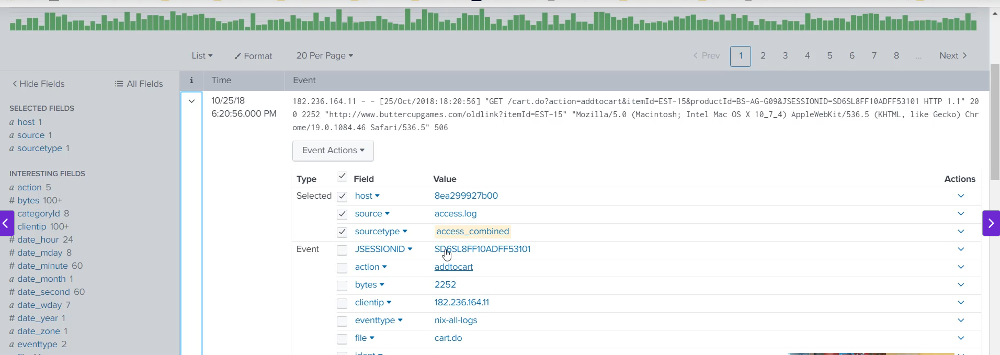 List
Format
20 Per Page
Prev 1 2 3 4 5 6 7 8 ... Next
Hide Fields
All Fields
i Time Event
SELECTED FIELDS
a host 1
a source 1
a sourcetype 1
INTERESTING FIELDS
a action 5
# bytes 100+
categoryId 8
clientip 100+
# date_hour 24
# date_mday 8
# date_minute 60
a date_month 1
# date_second 60
a date_wday 7
# date_year 1
a date_zone 1
a eventtype 2
10/25/18
6:20:56.000 PM
182.236.164.11 - - [25/Oct/2018:18:20:56] "GET /cart.do?action=addtocart&itemId=EST-15&productId=BS-AG-G09&JSESSIONID=SD6SL8FF10ADFF53101 HTTP 1.1" 20
0 2252 "http://www.buttercupgames.com/oldlink?itemId=EST-15" "Mozilla/5.0 (Macintosh; Intel Mac OS X 10_7_4) AppleWebKit/536.5 (KHTML, like Gecko) Chr
ome/19.0.1084.46 Safari/536.5" 506
Event Actions
Type Field Value Actions
Selected host 8ea299927b00
source access.log
sourcetype access_combined
Event JSESSIONID SD6SL8FF10ADFF53101
action addtocart
bytes 2252
clientip 182.236.164.11
eventtype nix-all-logs
file cart.do